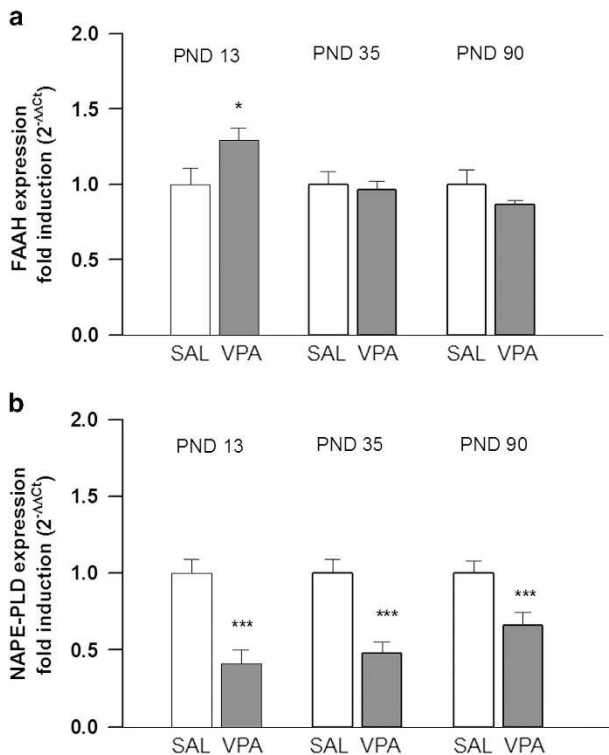 a
FAAH expression
fold induction (2-ΛΛCt)
2.0
1.5
1.0
0.5
0.0
PND 13 PND 35 PND 90
*
SAL VPA SAL VPA SAL VPA
b
NAPE-PLD expression
fold induction (2-ΛΛCt)
2.0
1.5
1.0
0.5
0.0
PND 13 PND 35 PND 90
*** *** ***
SAL VPA SAL VPA SAL VPA